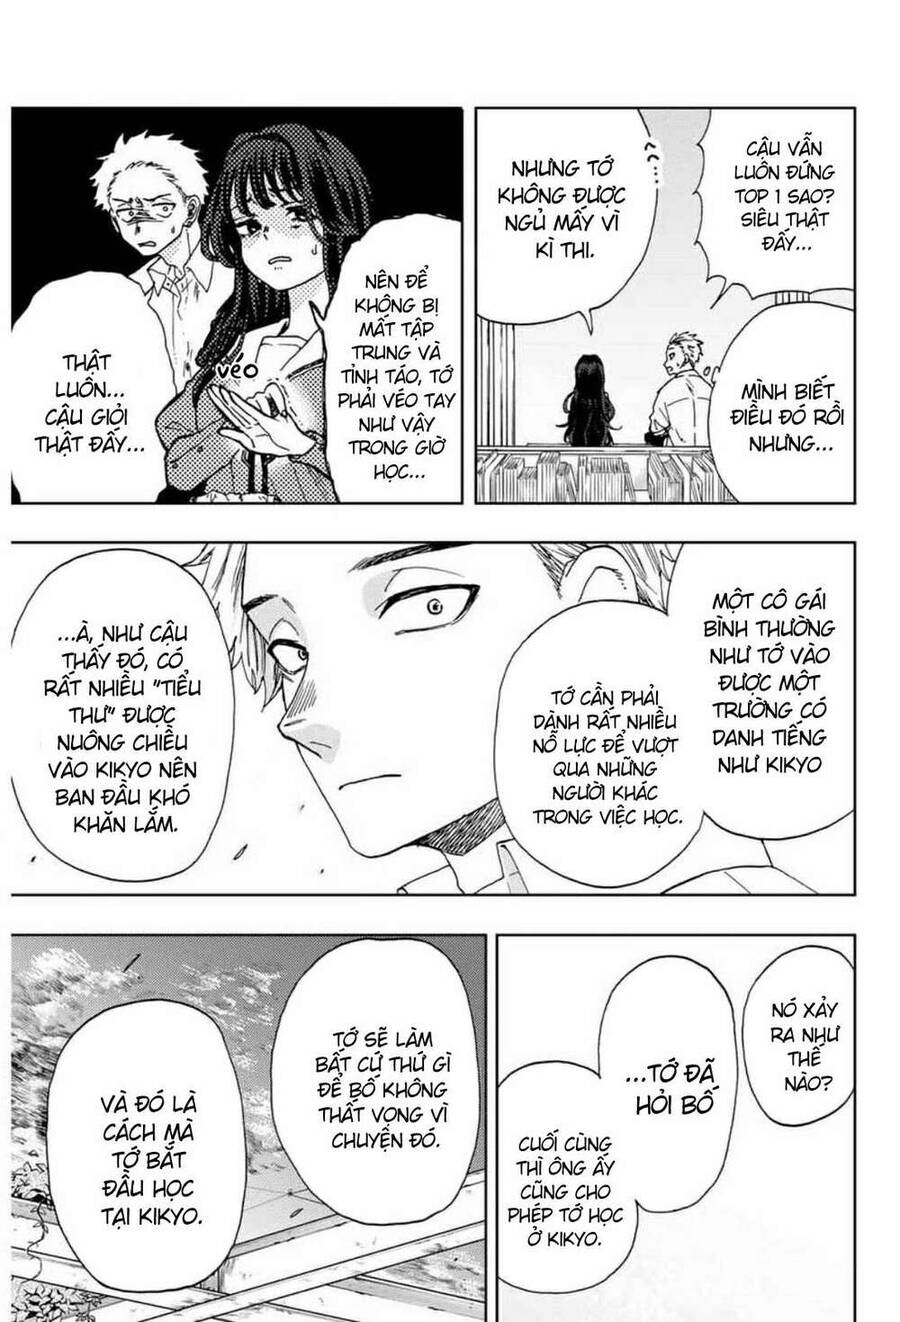 CẬU VẪN
LUÔN ĐỨNG
TOP 1 SAO?
SIÊU THẬT
ĐẤY...
MÌNH BIẾT
ĐIỀU ĐÓ RỒI
NHƯNG...
NHƯNG TỚ
KHÔNG ĐƯỢC
NGỦ MẤY VÌ
KÌ THI.
NÊN ĐỂ
KHÔNG BỊ
MẤT TẬP
TRUNG VÀ
TỈNH TÁO, TỚ
PHẢI VÉO TAY
NHƯ VẬY
TRONG GIỜ
HỌC...
véo
THẬT
LUÔN...
CẬU GIỎI
THẬT ĐẤY...
MỘT CÔ GÁI
BÌNH THƯỜNG
NHƯ TỚ VÀO
ĐƯỢC MỘT
TRƯỜNG CÓ
DANH TIẾNG
NHƯ KIKYO
TỚ CẦN PHẢI
DÀNH RẤT NHIỀU
NỖ LỰC ĐỂ VƯỢT
QUA NHỮNG
NGƯỜI KHÁC
TRONG VIỆC HỌC.
...À, NHƯ CẬU
THẤY ĐÓ, CÓ
RẤT NHIỀU "TIỂU
THƯ" ĐƯỢC
NUÔNG CHIỀU
VÀO KIKYO NÊN
BAN ĐẦU KHÓ
KHĂN LẮM.
NÓ XẢY
RA NHƯ
THẾ
NÀO?
...TỚ ĐÃ
HỎI BỐ
CUỐI CÙNG
THÌ ÔNG ẤY
CŨNG CHO
PHÉP TỚ HỌC
Ở KIKYO.
TỚ SẼ LÀM
BẤT CỨ THỨ GÌ
ĐỂ BỐ KHÔNG
THẤT VỌNG VÌ
CHUYỆN ĐÓ.
VÀ ĐÓ LÀ
CÁCH MÀ
TỚ BẮT
ĐẦU HỌC
TẠI KIKYO.